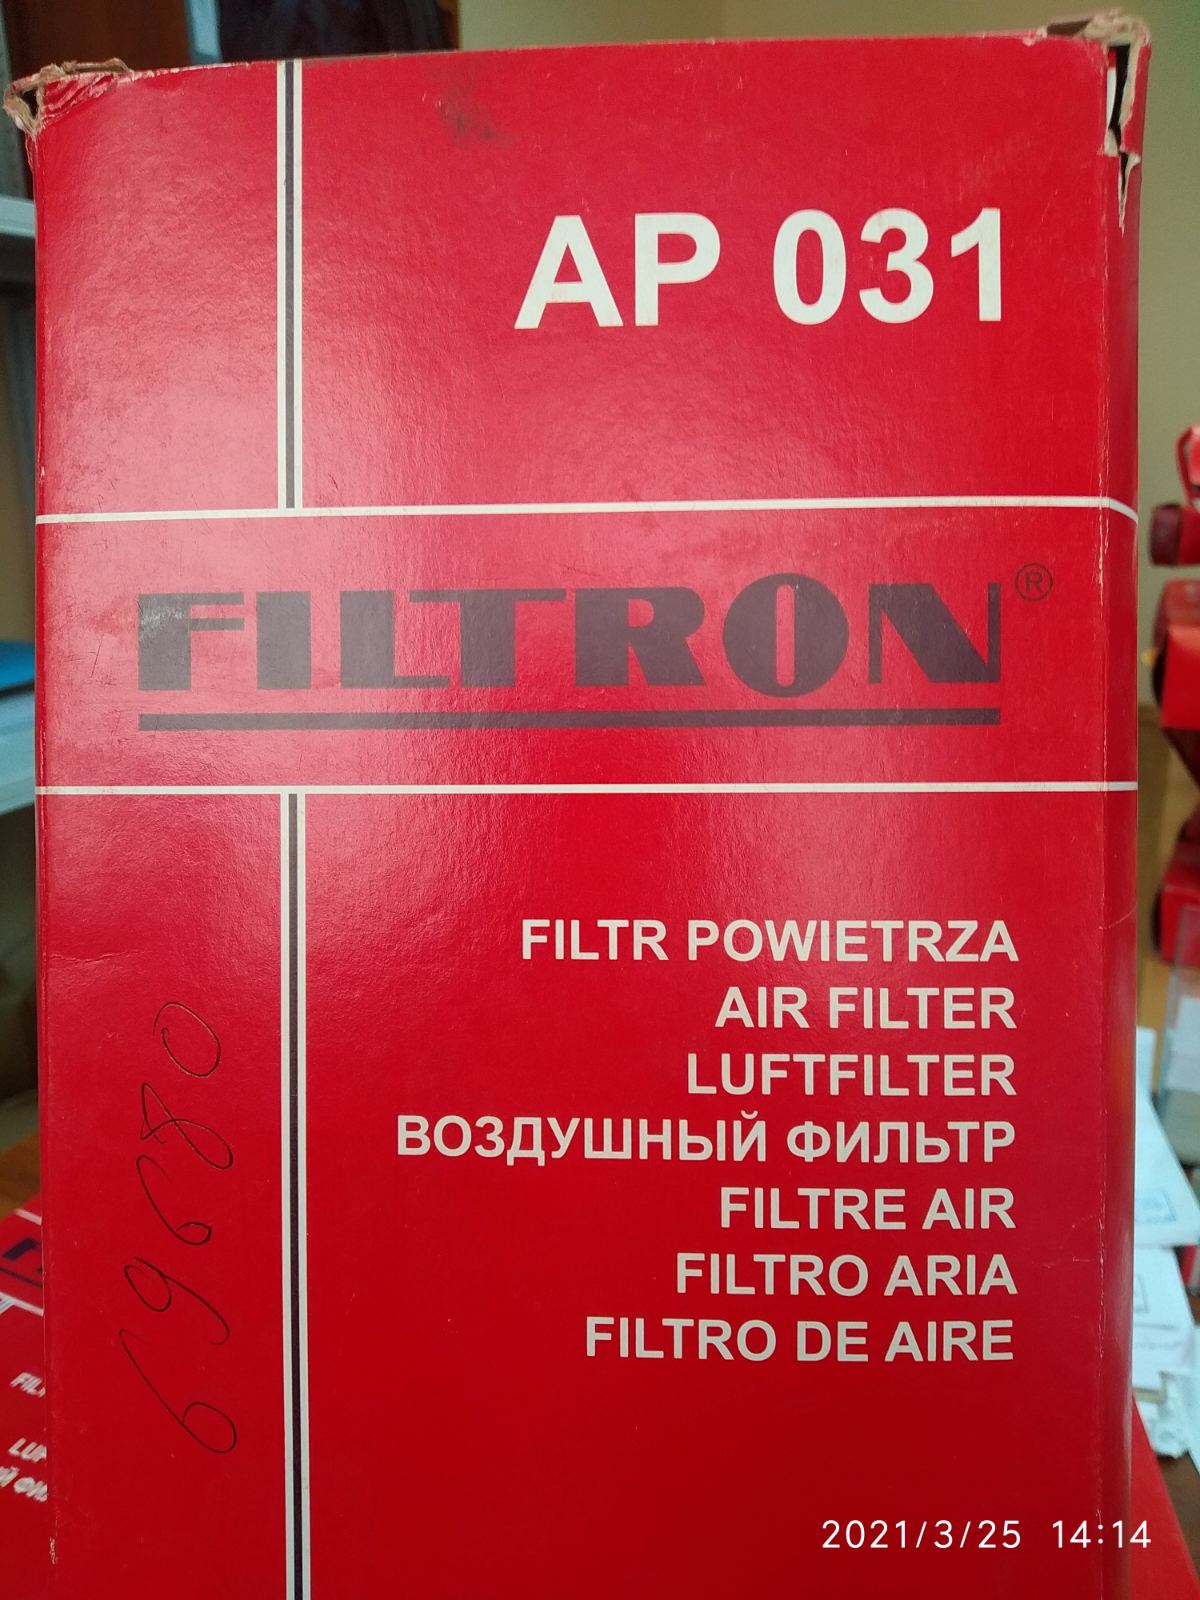 AP 031
FILTRON®
FILTR POWIETRZA
AIR FILTER
LUFTFILTER
ВОЗДУШНЫЙ ФИЛЬТР
FILTRE AIR
FILTRO ARIA
FILTRO DE AIRE
69680
2021/3/25 14:14